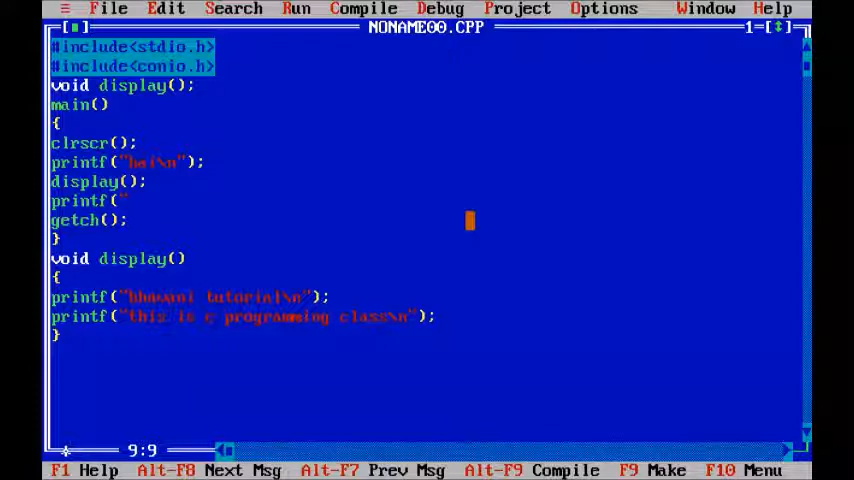 ≡ File Edit Search Run Compile Debug Project Options Window Help
[■] NONAME00.CPP 1=[↕]
#include<stdio.h>
#include<conio.h>
void display();
main()
{
clrscr();
printf("hai\n");
display();
printf("
getch();
}
void display()
{
printf("bhavani tutorial\n");
printf("this is c programming class\n");
}
9:9
F1 Help Alt-F8 Next Msg Alt-F7 Prev Msg Alt-F9 Compile F9 Make F10 Menu